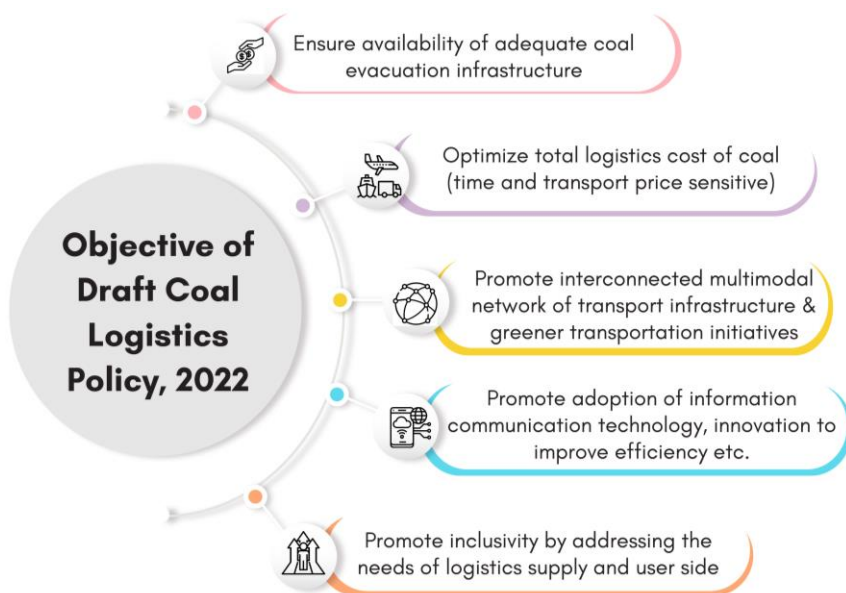 Ensure availability of adequate coal
evacuation infrastructure
Optimize total logistics cost of coal
(time and transport price sensitive)
Objective of
Draft Coal
Logistics
Policy, 2022
Promote interconnected multimodal
network of transport infrastructure &
greener transportation initiatives
Promote adoption of information
communication technology, innovation to
improve efficiency etc.
Promote inclusivity by addressing the
needs of logistics supply and user side